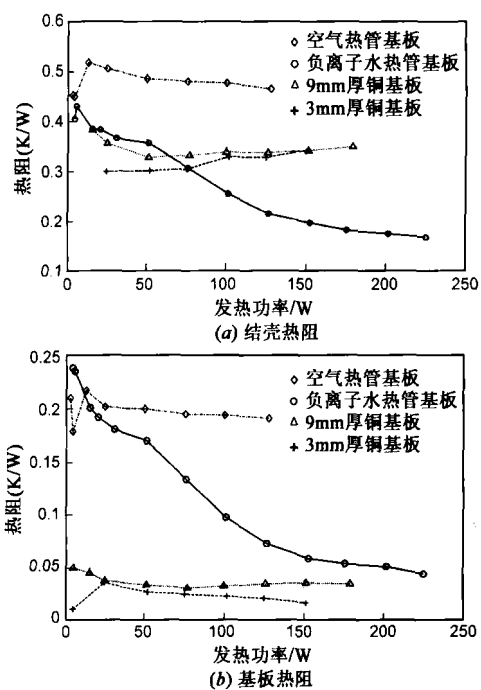 0.6
0.5
0.4
0.3
0.2
0.1
热阻(K/W)
空气热管基板
负离子水热管基板
9mm厚铜基板
3mm厚铜基板
0
50
100
150
200
250
发热功率/W
(a) 结壳热阻
0.25
0.2
0.15
0.1
0.05
0
热阻(K/W)
空气热管基板
负离子水热管基板
9mm厚铜基板
3mm厚铜基板
0
50
100
150
200
250
发热功率/W
(b) 基板热阻